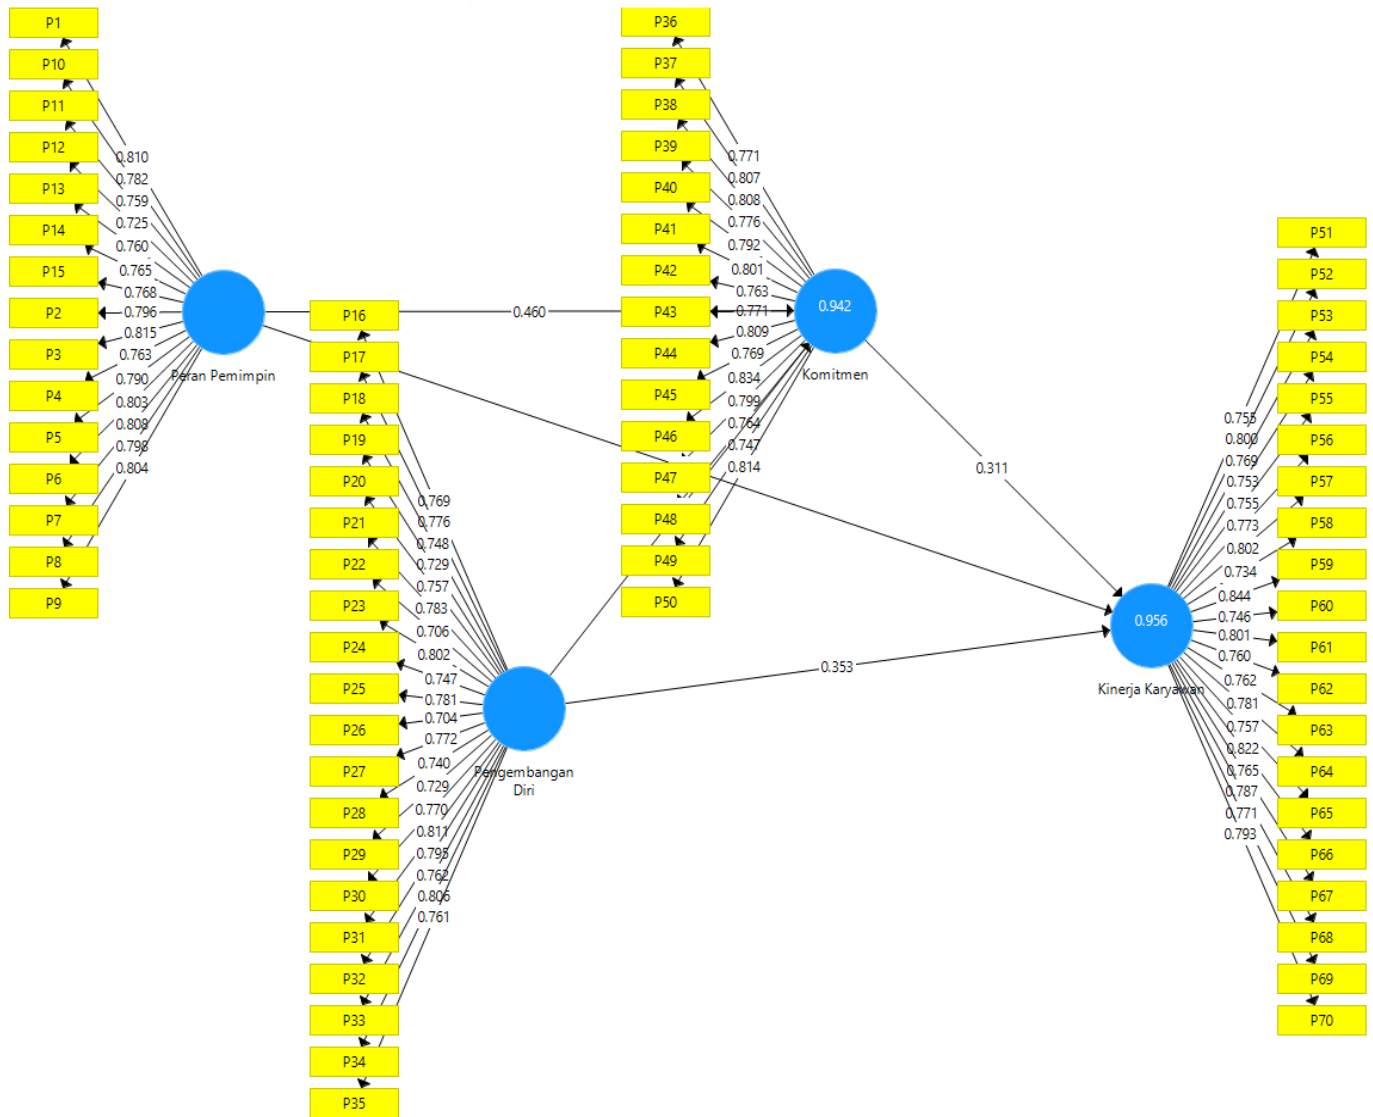 P1
P10
P11
P12
P13
P14
P15
P2
P3
P4
P5
P6
P7
P8
P9
0.810
0.782
0.759
0.725
0.760
0.765
0.768
0.796
0.815
0.763
0.790
0.803
0.808
0.798
0.804
Peran Pemimpin
0.460
P16
P17
P18
P19
P20
P21
P22
P23
P24
P25
P26
P27
P28
P29
P30
P31
P32
P33
P34
P35
0.769
0.776
0.748
0.729
0.757
0.783
0.706
0.802
0.747
0.781
0.704
0.772
0.740
0.729
0.770
0.811
0.795
0.762
0.806
0.761
Pengembangan
Diri
0.353
P36
P37
P38
P39
P40
P41
P42
P43
P44
P45
P46
P47
P48
P49
P50
0.771
0.807
0.808
0.776
0.792
0.801
0.763
0.771
0.809
0.769
0.834
0.799
0.764
0.747
0.814
0.942
Komitmen
0.311
0.956
Kinerja Karyawan
0.755
0.800
0.769
0.753
0.755
0.773
0.802
0.734
0.844
0.746
0.801
0.760
0.762
0.781
0.757
0.822
0.765
0.787
0.771
0.793
P51
P52
P53
P54
P55
P56
P57
P58
P59
P60
P61
P62
P63
P64
P65
P66
P67
P68
P69
P70